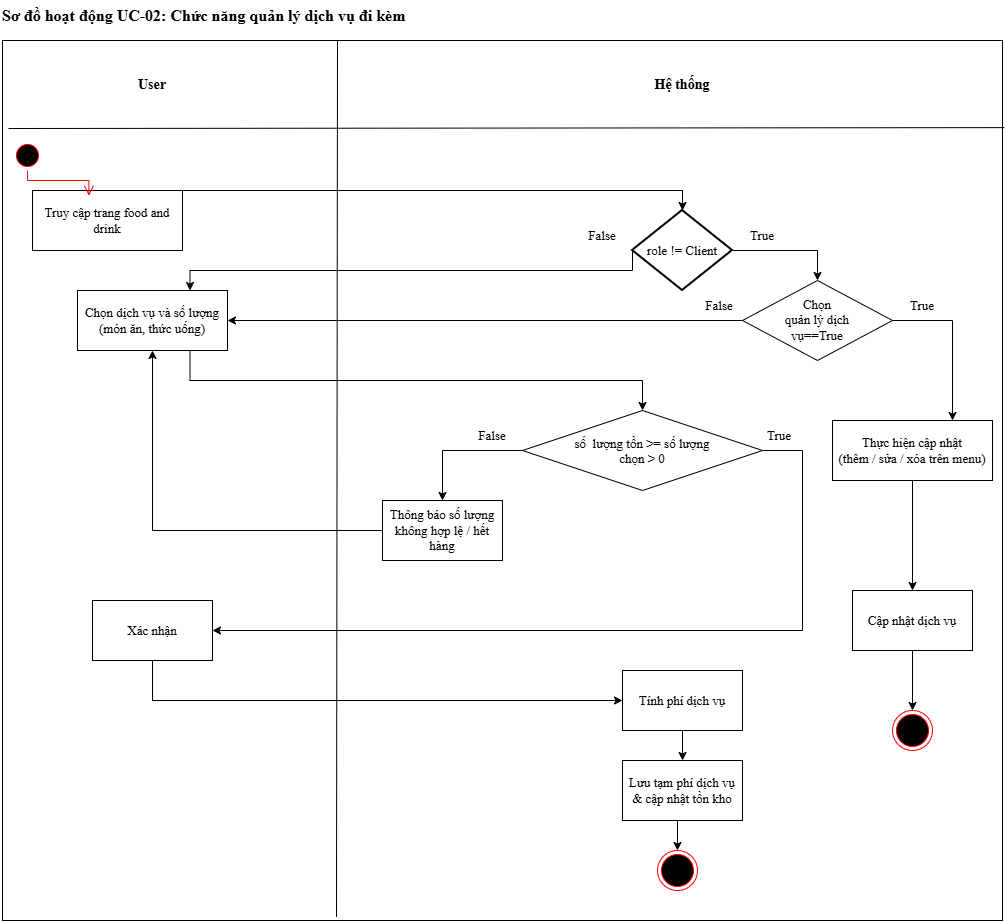 Sơ đồ hoạt động UC-02: Chức năng quản lý dịch vụ đi kèm
User
Hệ thống
Truy cập trang food and
drink
False
role != Client
True
Chọn dịch vụ và số lượng
(món ăn, thức uống)
False
Chọn
quản lý dịch
vụ==True
True
False
số lượng tồn >= số lượng
chọn > 0
True
Thực hiện cập nhật
(thêm / sửa / xóa trên menu)
Thông báo số lượng
không hợp lệ / hết
hàng
Xác nhận
Cập nhật dịch vụ
Tính phí dịch vụ
Lưu tạm phí dịch vụ
& cập nhật tồn kho